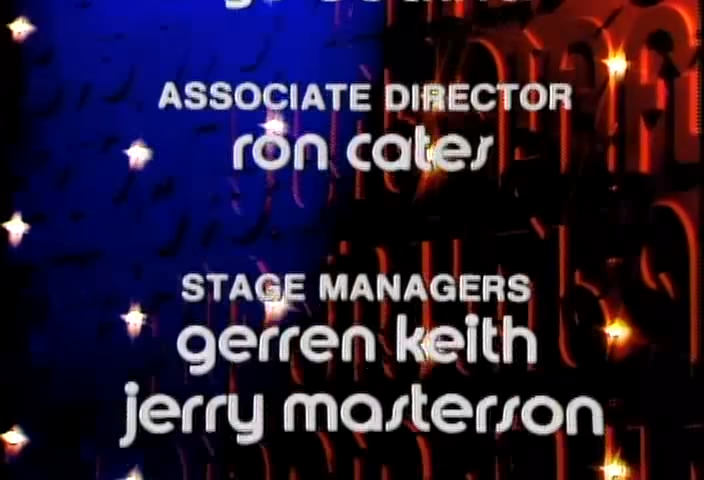 ASSOCIATE DIRECTOR
ron cates
STAGE MANAGERS
gerren keith
jerry masterson